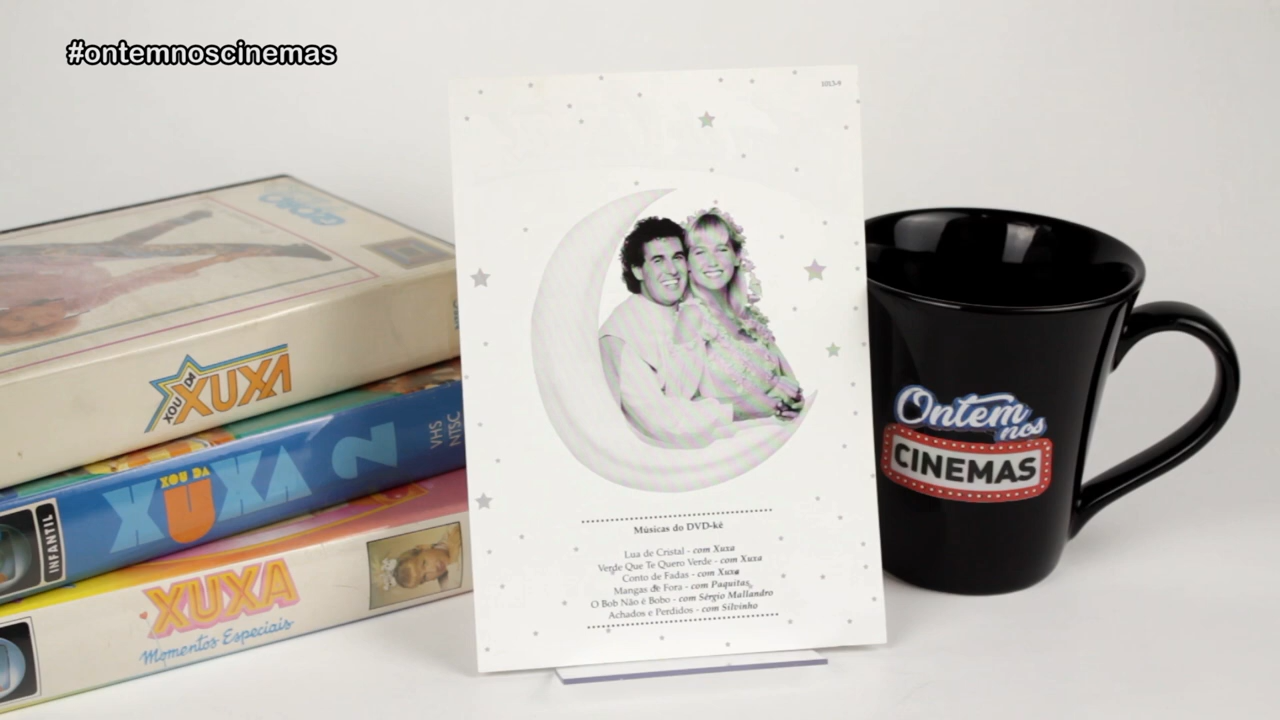 #ontemnoscinemas
GLOBO
XOU DA
XUXA
XOU DA
XUXA 2
VHS
NTSC
INFANTIL
XUXA
Momentos Especiais
Músicas do DVD-kê
Lua de Cristal - com Xuxa
Verde Que Te Quero Verde - com Xuxa
Conto de Fadas - com Xuxa
Mangas de Fora - com Paquitas
O Bob Não é Bobo - com Sérgio Mallandro
Achados e Perdidos - com Silvinho
Ontem
nos
CINEMAS